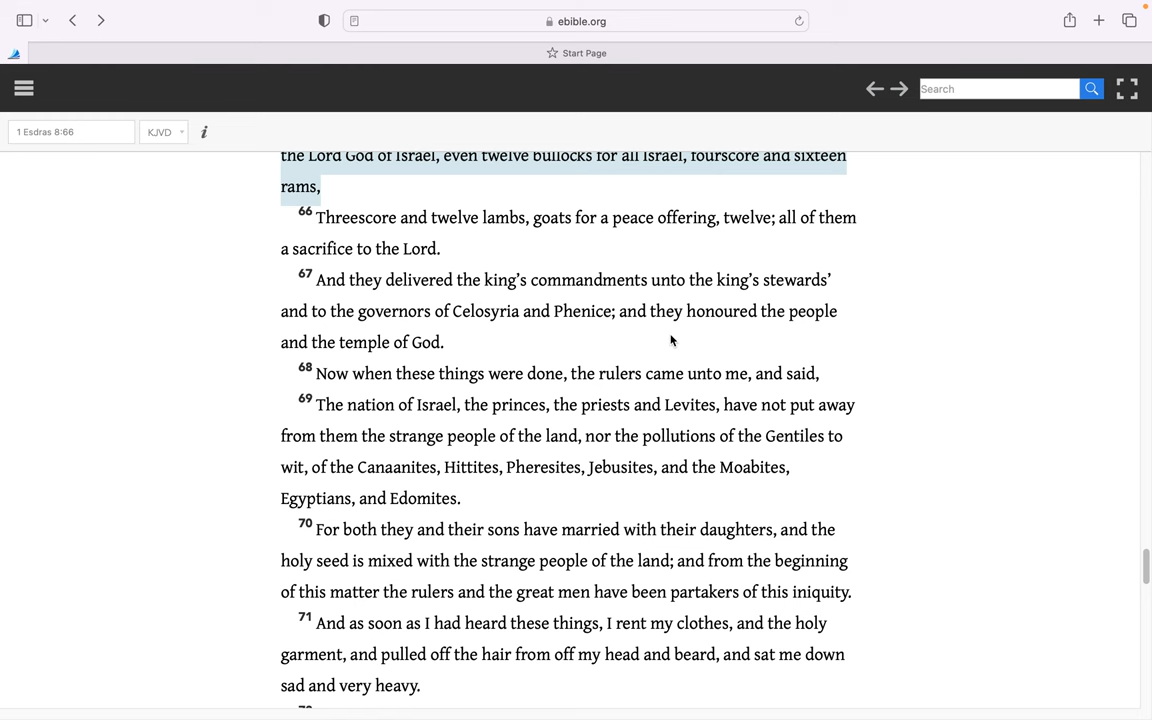 ebible.org
Start Page
Search
1 Esdras 8:66
KJVD
i
the Lord God of Israel, even twelve bullocks for all Israel, fourscore and sixteen
rams,
66 Threescore and twelve lambs, goats for a peace offering, twelve; all of them
a sacrifice to the Lord.
67 And they delivered the king’s commandments unto the king’s stewards’
and to the governors of Celosyria and Phenice; and they honoured the people
and the temple of God.
68 Now when these things were done, the rulers came unto me, and said,
69 The nation of Israel, the princes, the priests and Levites, have not put away
from them the strange people of the land, nor the pollutions of the Gentiles to
wit, of the Canaanites, Hittites, Pheresites, Jebusites, and the Moabites,
Egyptians, and Edomites.
70 For both they and their sons have married with their daughters, and the
holy seed is mixed with the strange people of the land; and from the beginning
of this matter the rulers and the great men have been partakers of this iniquity.
71 And as soon as I had heard these things, I rent my clothes, and the holy
garment, and pulled off the hair from off my head and beard, and sat me down
sad and very heavy.